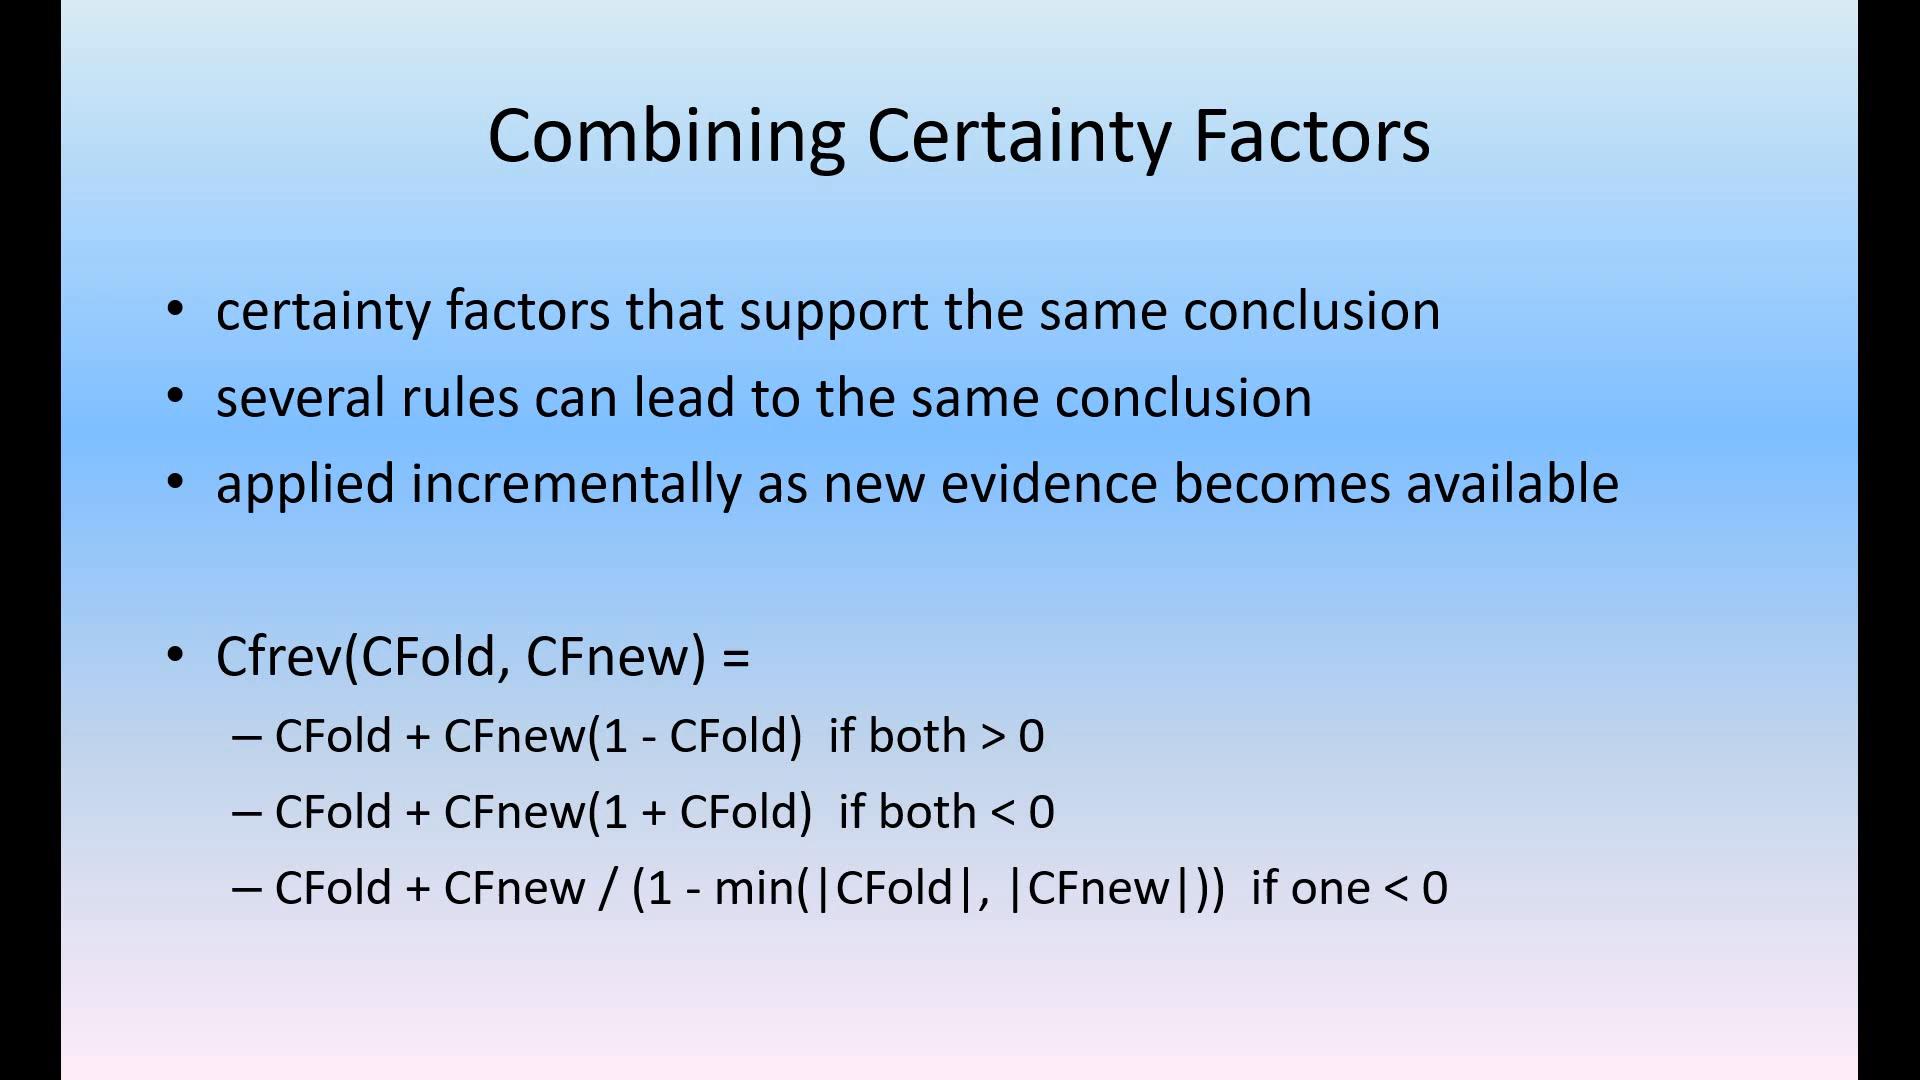 Combining Certainty Factors
• certainty factors that support the same conclusion
• several rules can lead to the same conclusion
• applied incrementally as new evidence becomes available
• Cfrev(CFold, CFnew) =
– CFold + CFnew(1 - CFold)  if both > 0
– CFold + CFnew(1 + CFold)  if both < 0
– CFold + CFnew / (1 - min(|CFold|, |CFnew|))  if one < 0